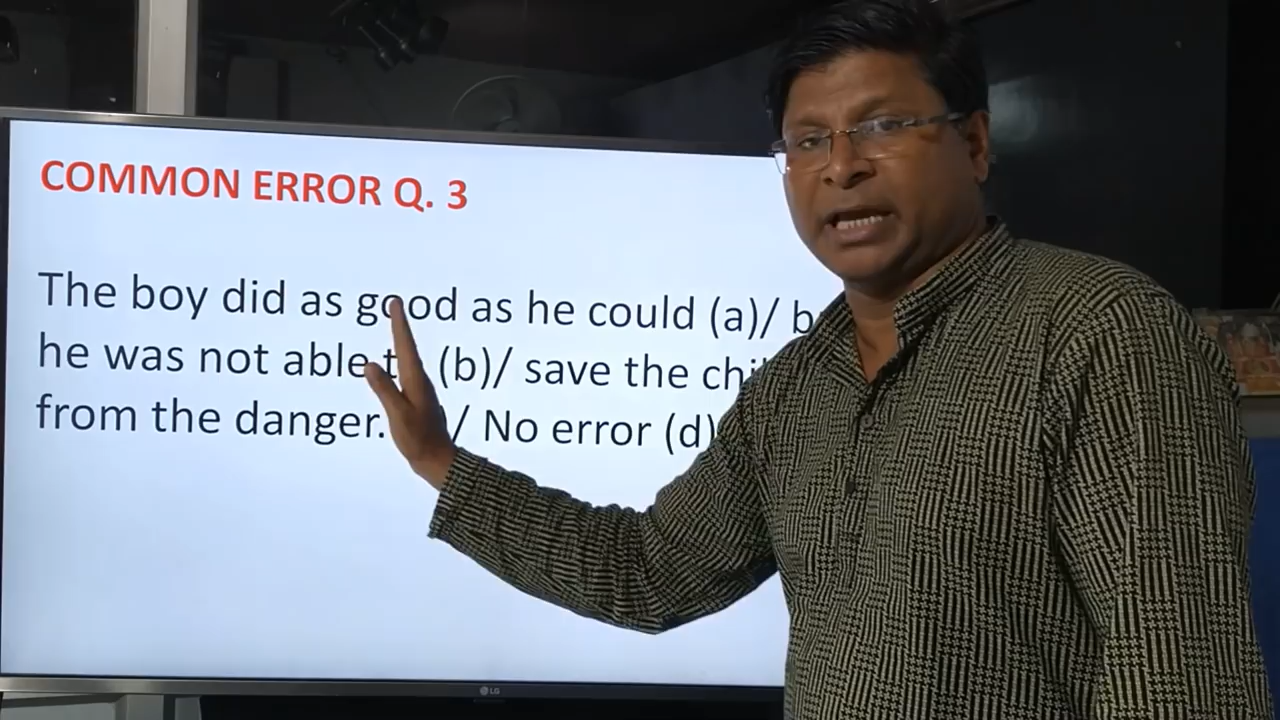 COMMON ERROR Q. 3
The boy did as good as he could (a)/
he was not able (b)/ save the
from the danger. / No error (d)
LG